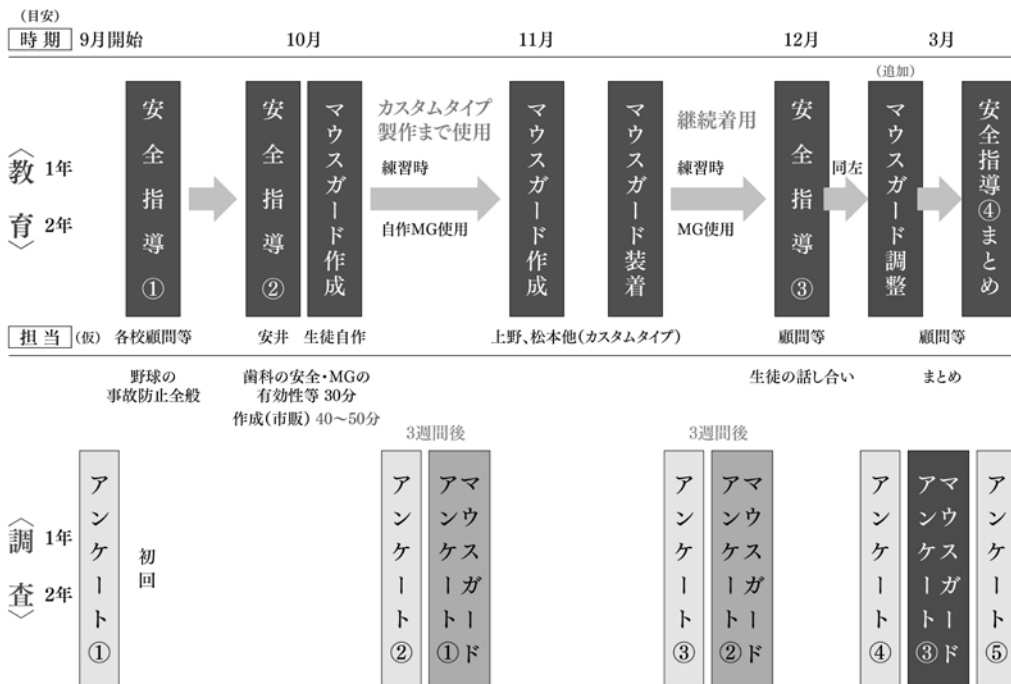 (目安)
時期 9月開始 10月 11月 12月 3月
〈教育〉
1年
2年
安全指導①
安全指導②
マウスガード作成
カスタムタイプ
製作まで使用
練習時
自作MG使用
マウスガード作成
マウスガード装着
継続着用
練習時
MG使用
安全指導③
同左
(追加)
マウスガード調整
安全指導④まとめ
担当 (仮) 各校顧問等 安井 生徒自作 上野、松本他(カスタムタイプ) 顧問等 顧問等
野球の
事故防止全般
歯科の安全・MGの
有効性等 30分
作成(市販) 40〜50分
生徒の話し合い
まとめ
〈調査〉
1年
2年
アンケート①
初回
3週間後
アンケート②
マウスガード
アンケート①
3週間後
アンケート③
マウスガード
アンケート②
アンケート④
マウスガード
アンケート③
アンケート⑤